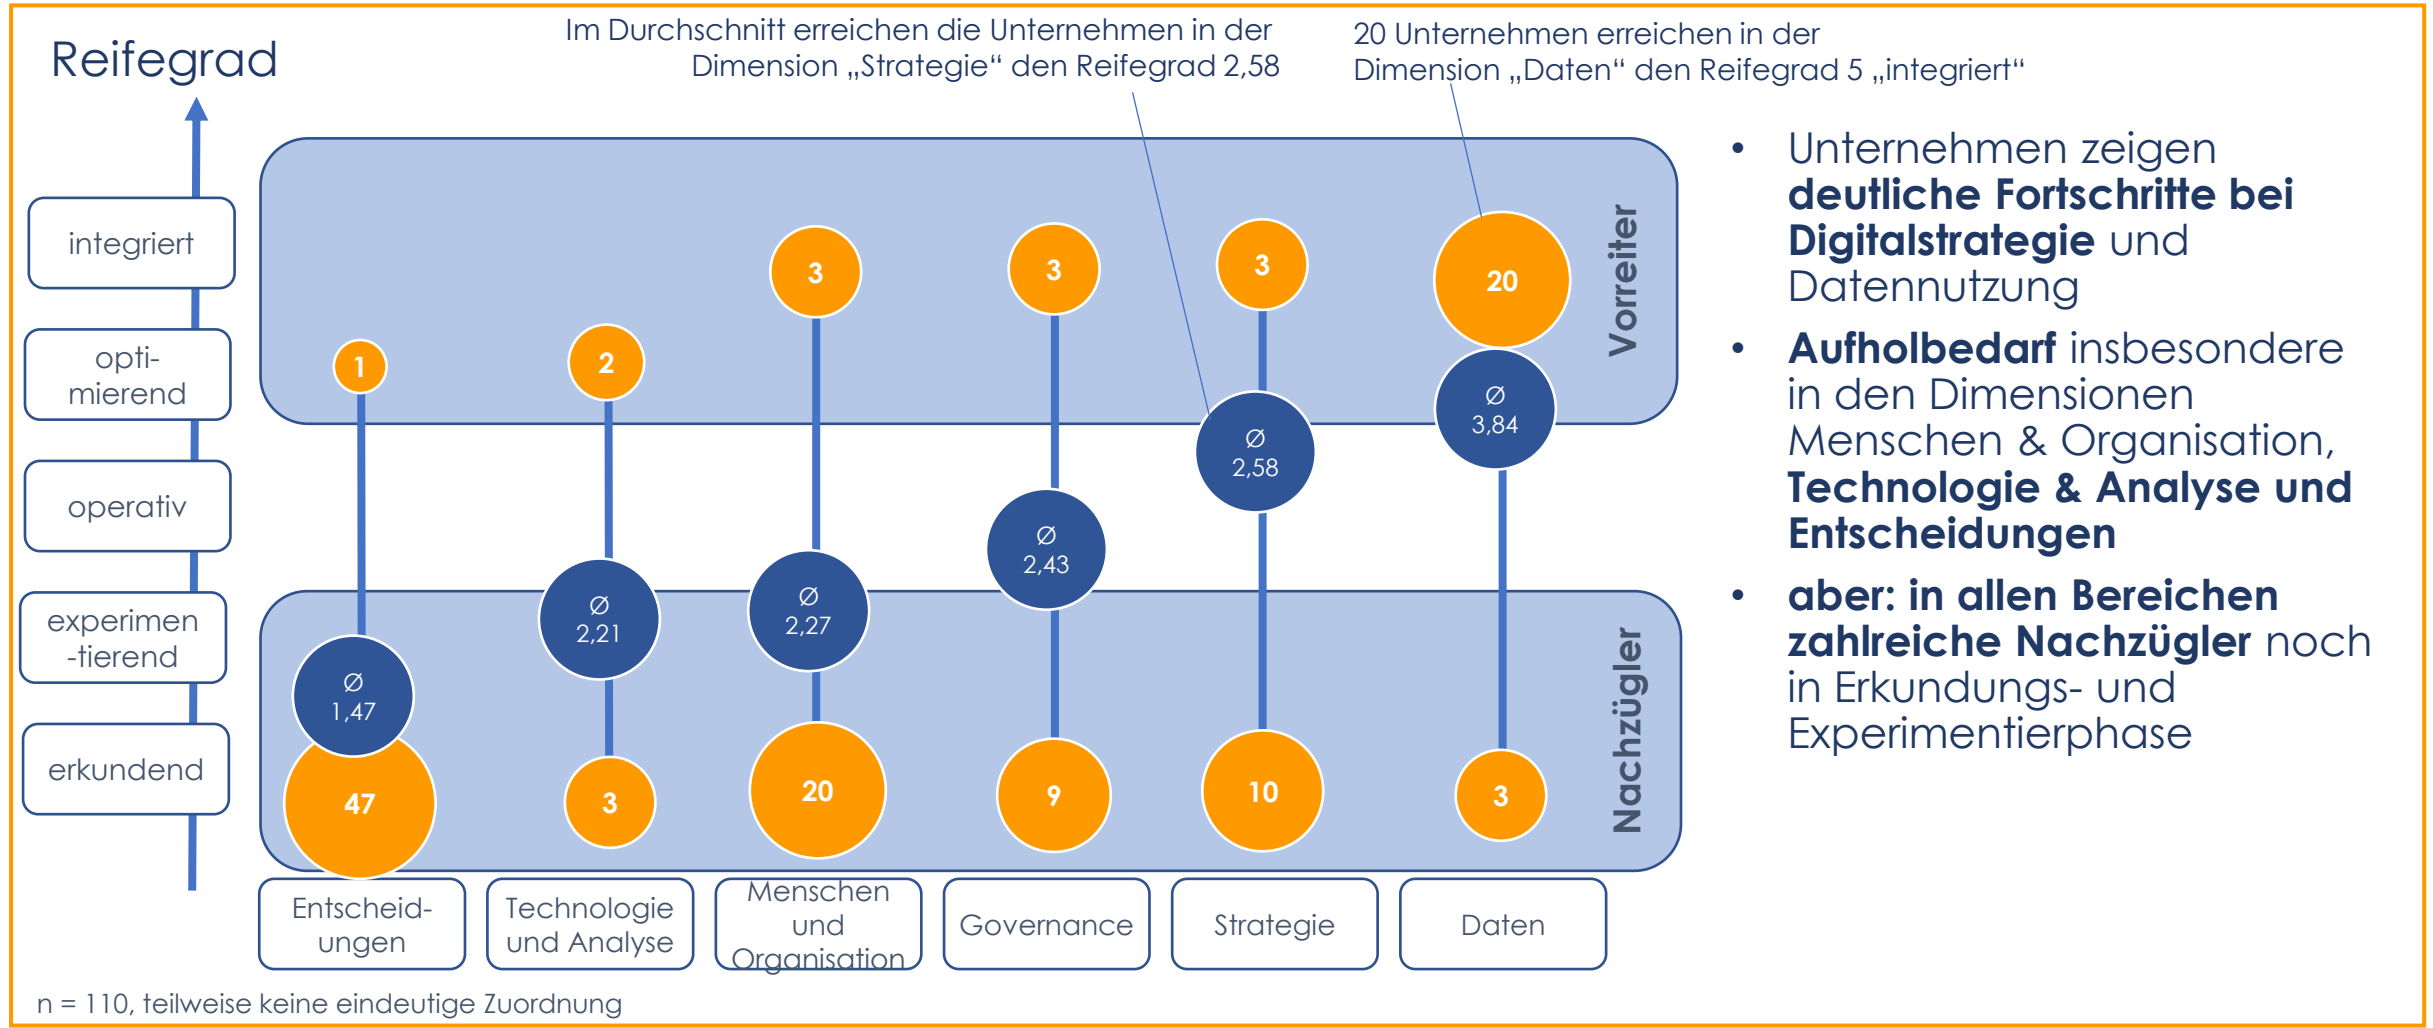 Reifegrad
Im Durchschnitt erreichen die Unternehmen in der
Dimension „Strategie“ den Reifegrad 2,58
20 Unternehmen erreichen in der
Dimension „Daten“ den Reifegrad 5 „integriert“
integriert
opti-
mierend
operativ
experimen
-tierend
erkundend
Vorreiter
Nachzügler
1
Ø
1,47
47
2
Ø
2,21
3
3
Ø
2,27
20
3
Ø
2,43
9
3
Ø
2,58
10
20
Ø
3,84
3
Entscheid-
ungen
Technologie
und Analyse
Menschen
und
Organisation
Governance
Strategie
Daten
n = 110, teilweise keine eindeutige Zuordnung
• Unternehmen zeigen
deutliche Fortschritte bei
Digitalstrategie und
Datennutzung
• Aufholbedarf insbesondere
in den Dimensionen
Menschen & Organisation,
Technologie & Analyse und
Entscheidungen
• aber: in allen Bereichen
zahlreiche Nachzügler noch
in Erkundungs- und
Experimentierphase